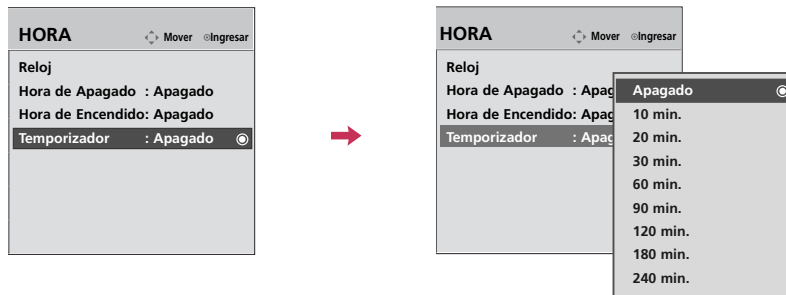 HORA Mover Ingresar
Reloj
Hora de Apagado : Apagado
Hora de Encendido: Apagado
Temporizador : Apagado
HORA Mover Ingresar
Reloj
Hora de Apagado : Apag
Hora de Encendido: Apag
Temporizador : Apag
Apagado
10 min.
20 min.
30 min.
60 min.
90 min.
120 min.
180 min.
240 min.